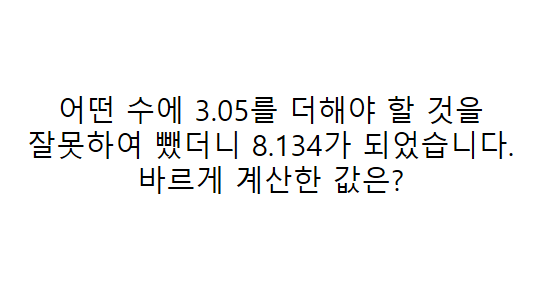 어떤 수에 3.05를 더해야 할 것을
잘못하여 뺐더니 8.134가 되었습니다.
바르게 계산한 값은?